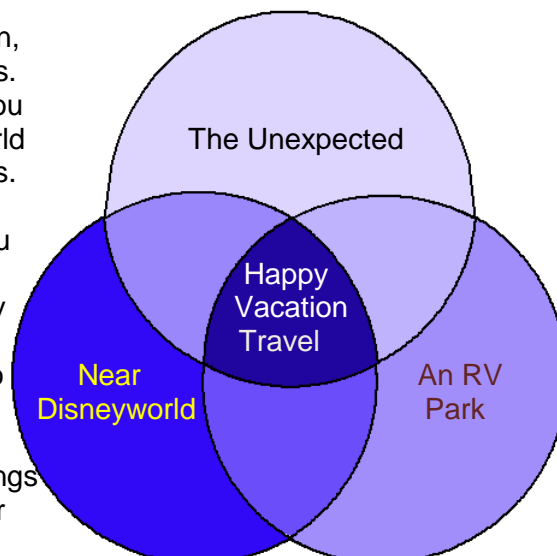 The Unexpected
Happy
Vacation
Travel
Near
Disneyworld
An RV
Park